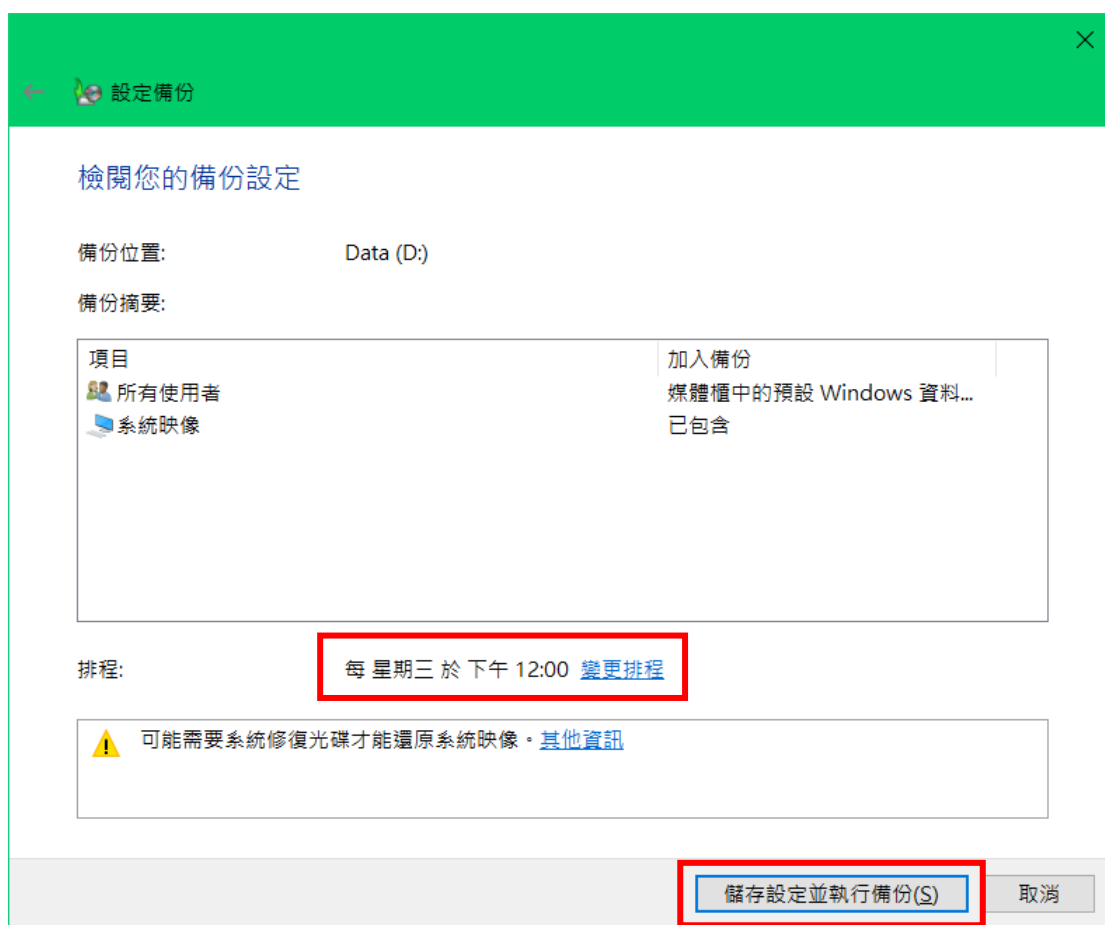 設定備份
檢閱您的備份設定
備份位置: Data (D:)
備份摘要:
項目 加入備份
所有使用者 媒體櫃中的預設 Windows 資料...
系統映像 已包含
排程: 每 星期三 於 下午 12:00 變更排程
可能需要系統修復光碟才能還原系統映像。其他資訊
儲存設定並執行備份(S) 取消